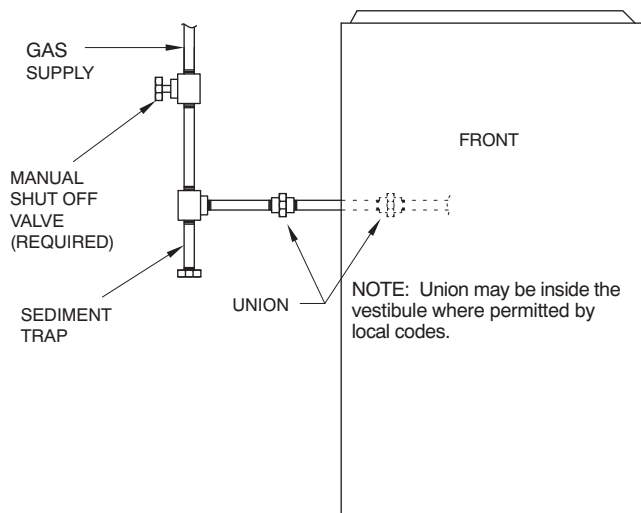 GAS
SUPPLY
FRONT
MANUAL
SHUT OFF
VALVE
(REQUIRED)
SEDIMENT
TRAP
UNION
NOTE: Union may be inside the
vestibule where permitted by
local codes.